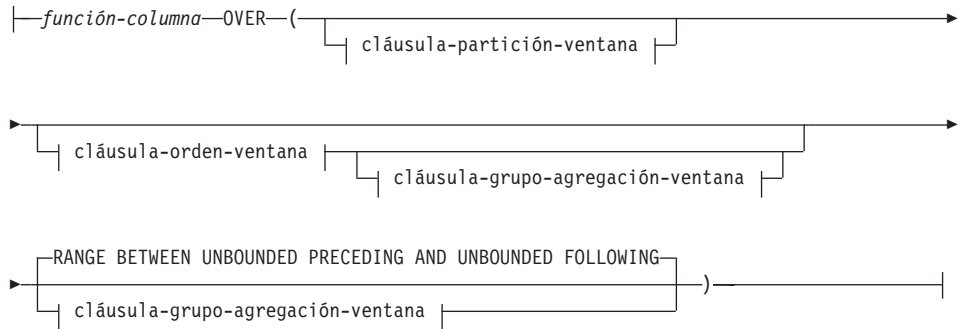 función-columna OVER (
cláusula-partición-ventana
cláusula-orden-ventana
cláusula-grupo-agregación-ventana
RANGE BETWEEN UNBOUNDED PRECEDING AND UNBOUNDED FOLLOWING
)
cláusula-grupo-agregación-ventana